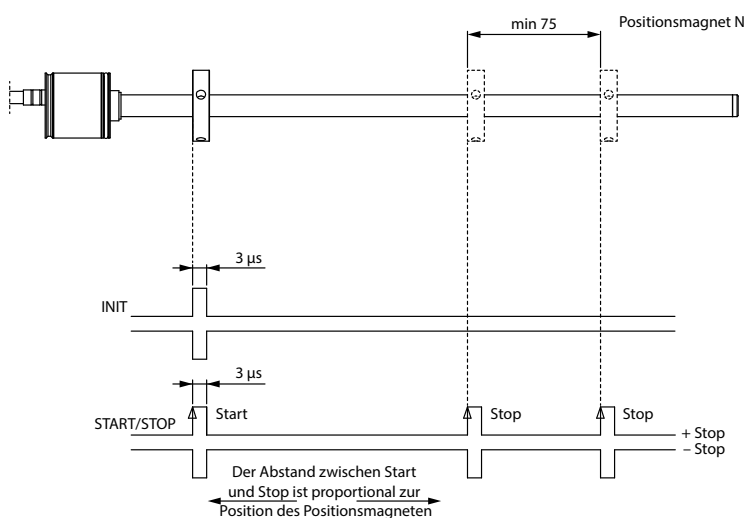 min 75
Positionsmagnet N
3 µs
INIT
3 µs
START/STOP
Start
Stop
Stop
+ Stop
– Stop
Der Abstand zwischen Start
und Stop ist proportional zur
Position des Positionsmagneten